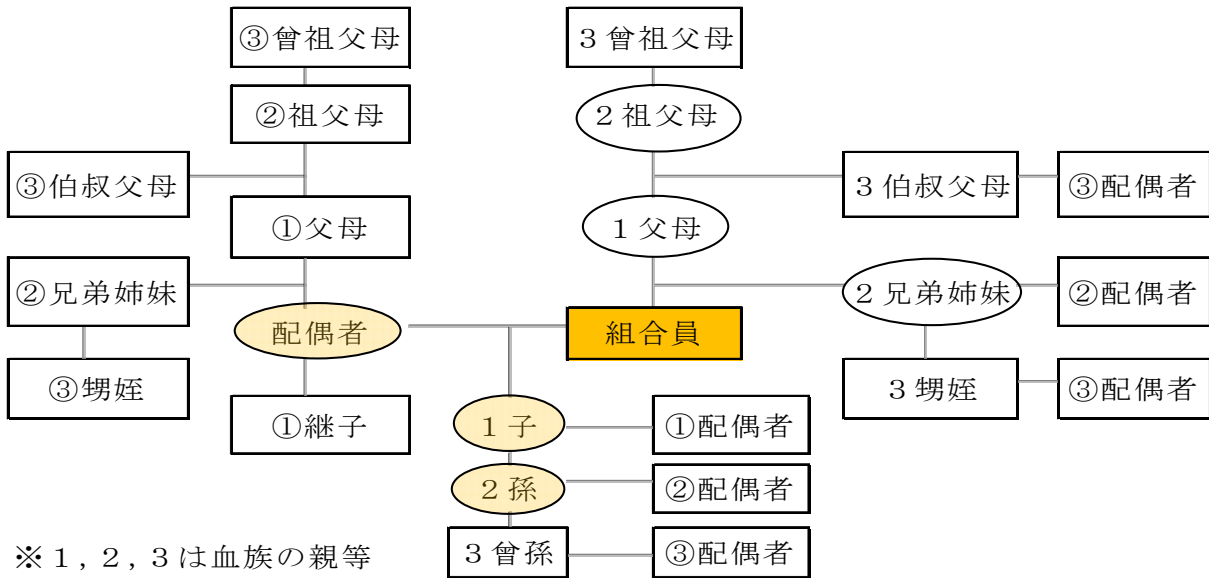 ③曾祖父母
3曾祖父母
②祖父母
2祖父母
③伯叔父母
3伯叔父母
③配偶者
①父母
1父母
②兄弟姉妹
2兄弟姉妹
②配偶者
配偶者
組合員
③甥姪
3甥姪
③配偶者
①継子
1子
①配偶者
2孫
②配偶者
3曾孫
③配偶者
※1,2,3は血族の親等